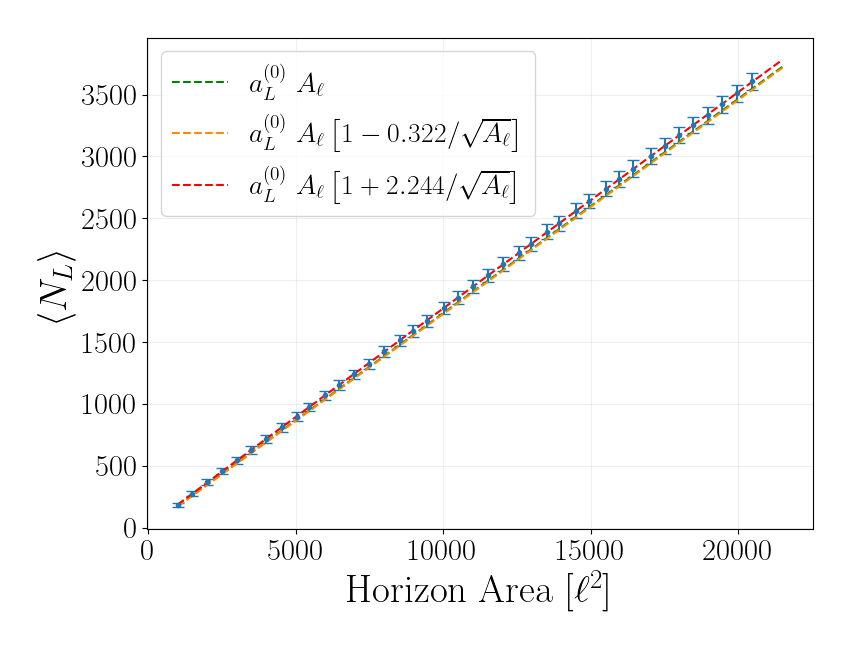 a_L^{(0)} A_ℓ
a_L^{(0)} A_ℓ [1 − 0.322/√A_ℓ]
a_L^{(0)} A_ℓ [1 + 2.244/√A_ℓ]
3500
3000
2500
2000
1500
1000
500
0
⟨N_L⟩
0 5000 10000 15000 20000
Horizon Area [ℓ²]